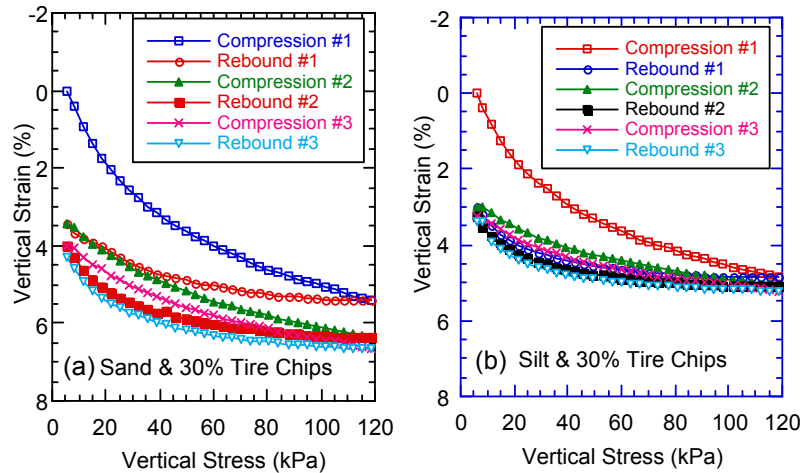 -2
0
2
4
6
8
Vertical Strain (%)
Compression #1
Rebound #1
Compression #2
Rebound #2
Compression #3
Rebound #3
(a) Sand & 30% Tire Chips
0 20 40 60 80 100 120
Vertical Stress (kPa)
-2
0
2
4
6
8
Vertical Strain (%)
Compression #1
Rebound #1
Compression #2
Rebound #2
Compression #3
Rebound #3
(b) Silt & 30% Tire Chips
0 20 40 60 80 100 120
Vertical Stress (kPa)